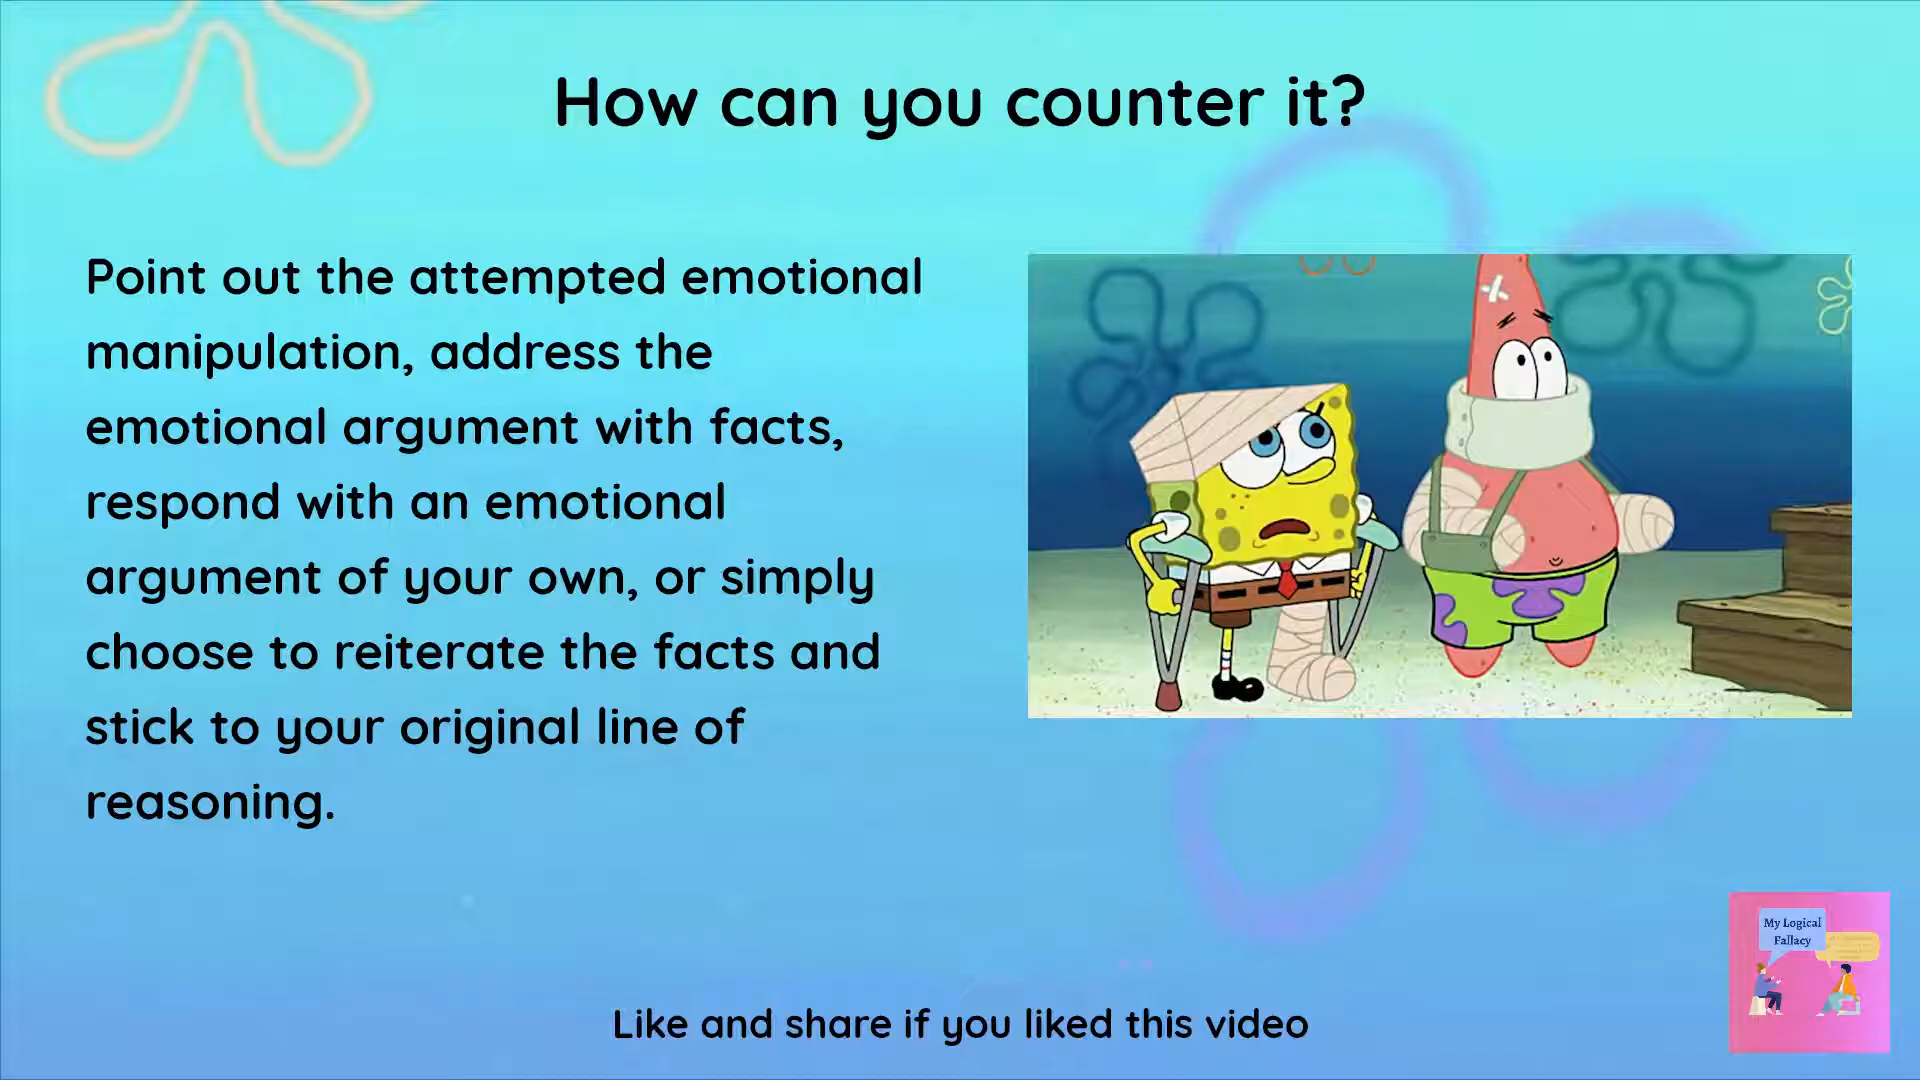 How can you counter it?
Point out the attempted emotional
manipulation, address the
emotional argument with facts,
respond with an emotional
argument of your own, or simply
choose to reiterate the facts and
stick to your original line of
reasoning.
My Logical
Fallacy
Like and share if you liked this video